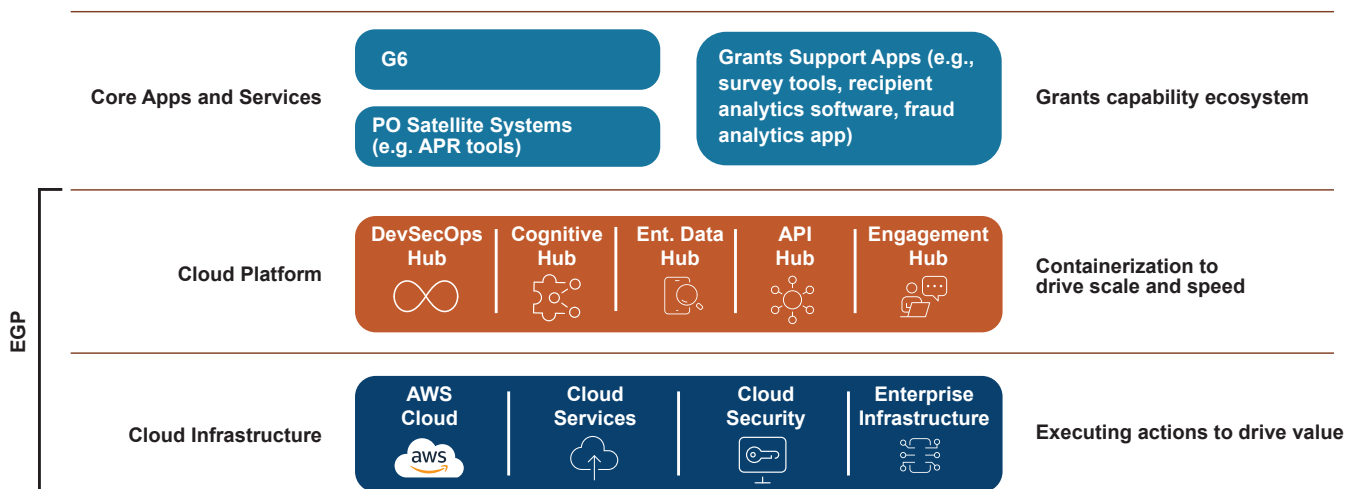 G6
Grants Support Apps (e.g.,
survey tools, recipient
analytics software, fraud
analytics app)
Core Apps and Services
Grants capability ecosystem
PO Satellite Systems
(e.g. APR tools)
EGP
Cloud Platform
DevSecOps
Hub
Cognitive
Hub
Ent. Data
Hub
API
Hub
Engagement
Hub
Containerization to
drive scale and speed
Cloud Infrastructure
AWS
Cloud
aws
Cloud
Services
Cloud
Security
Enterprise
Infrastructure
Executing actions to drive value